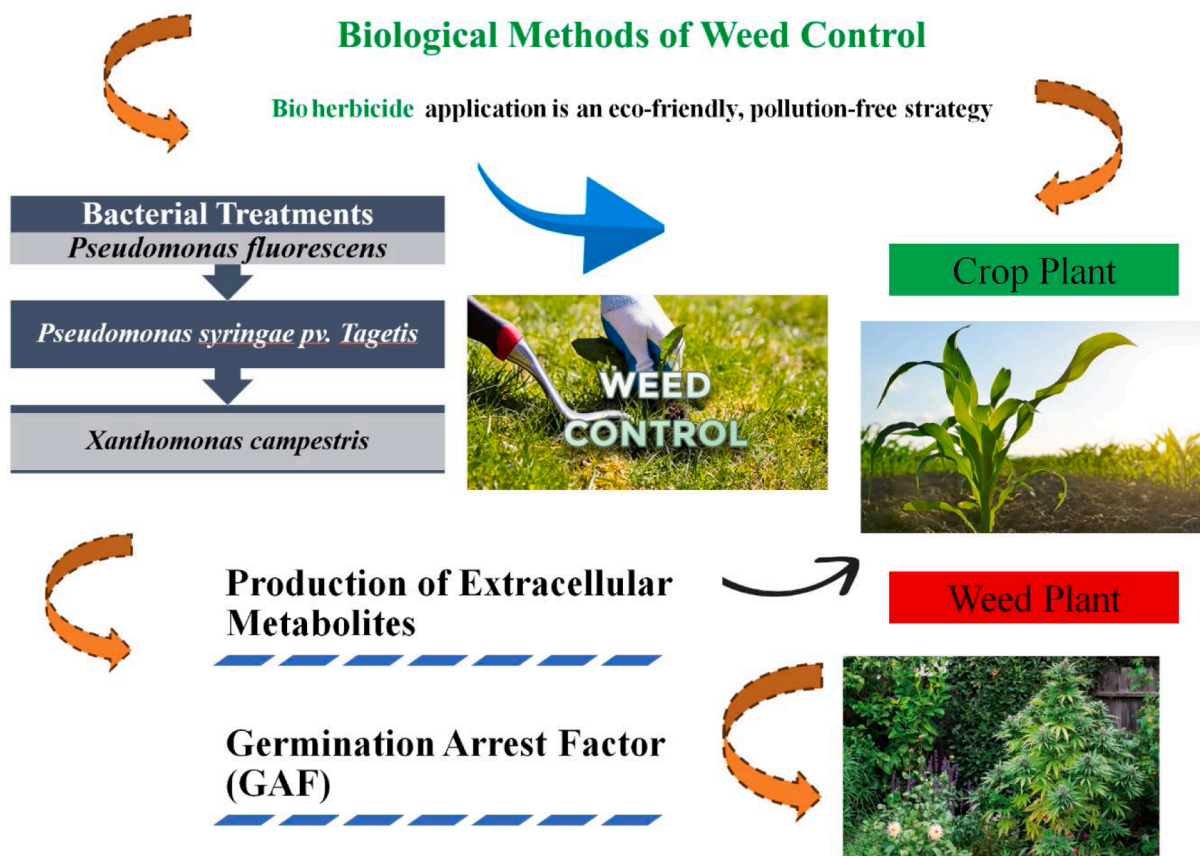 Biological Methods of Weed Control
Bio herbicide application is an eco-friendly, pollution-free strategy
Bacterial Treatments
Pseudomonas fluorescens
Pseudomonas syringae pv. Tagetis
Xanthomonas campestris
WEED
CONTROL
Crop Plant
Production of Extracellular
Metabolites
Weed Plant
Germination Arrest Factor
(GAF)